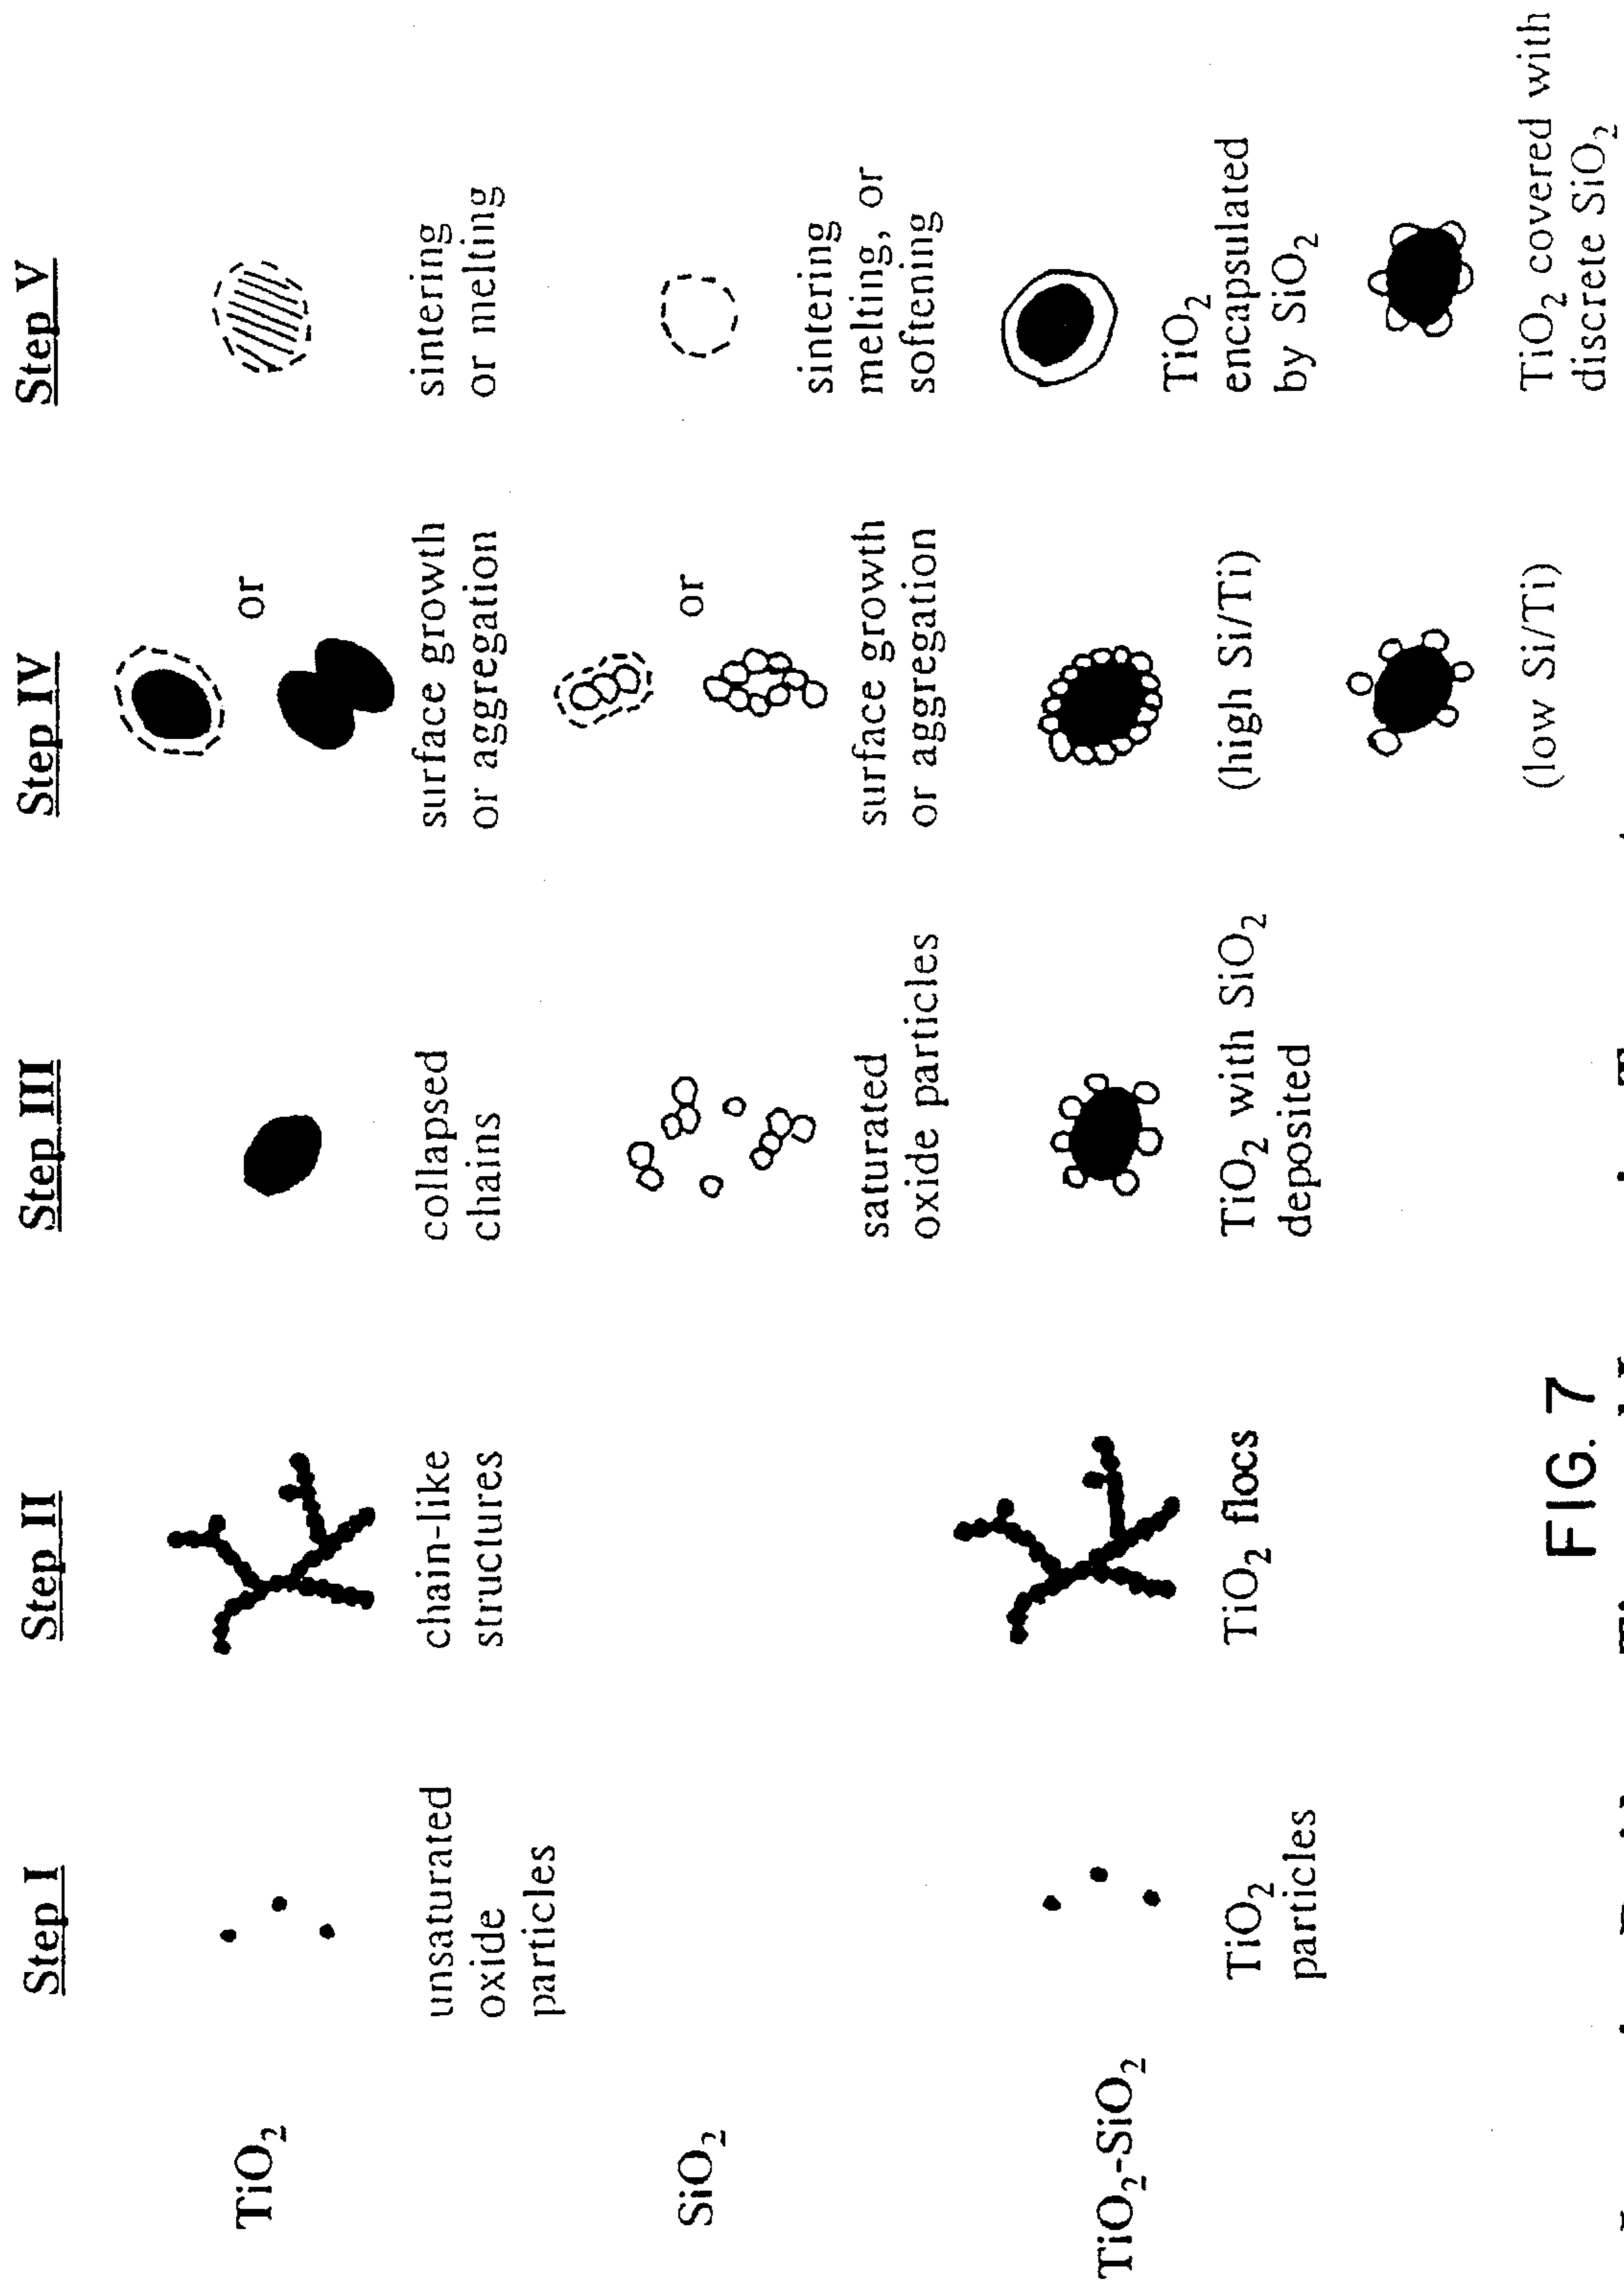 Step I
Step II
Step III
Step IV
Step V
TiO₂
or
unsaturated
oxide
particles
chain-like
structures
collapsed
chains
surface growth
or aggregation
sintering
or melting
SiO₂
or
saturated
oxide particles
surface growth
or aggregation
sintering
melting, or
softening
TiO₂-SiO₂
TiO₂
particles
TiO₂ flocs
TiO₂ with SiO₂
deposited
(high Si/Ti)
TiO₂
encapsulated
by SiO₂
(low Si/Ti)
TiO₂ covered with
discrete SiO₂
FIG. 7